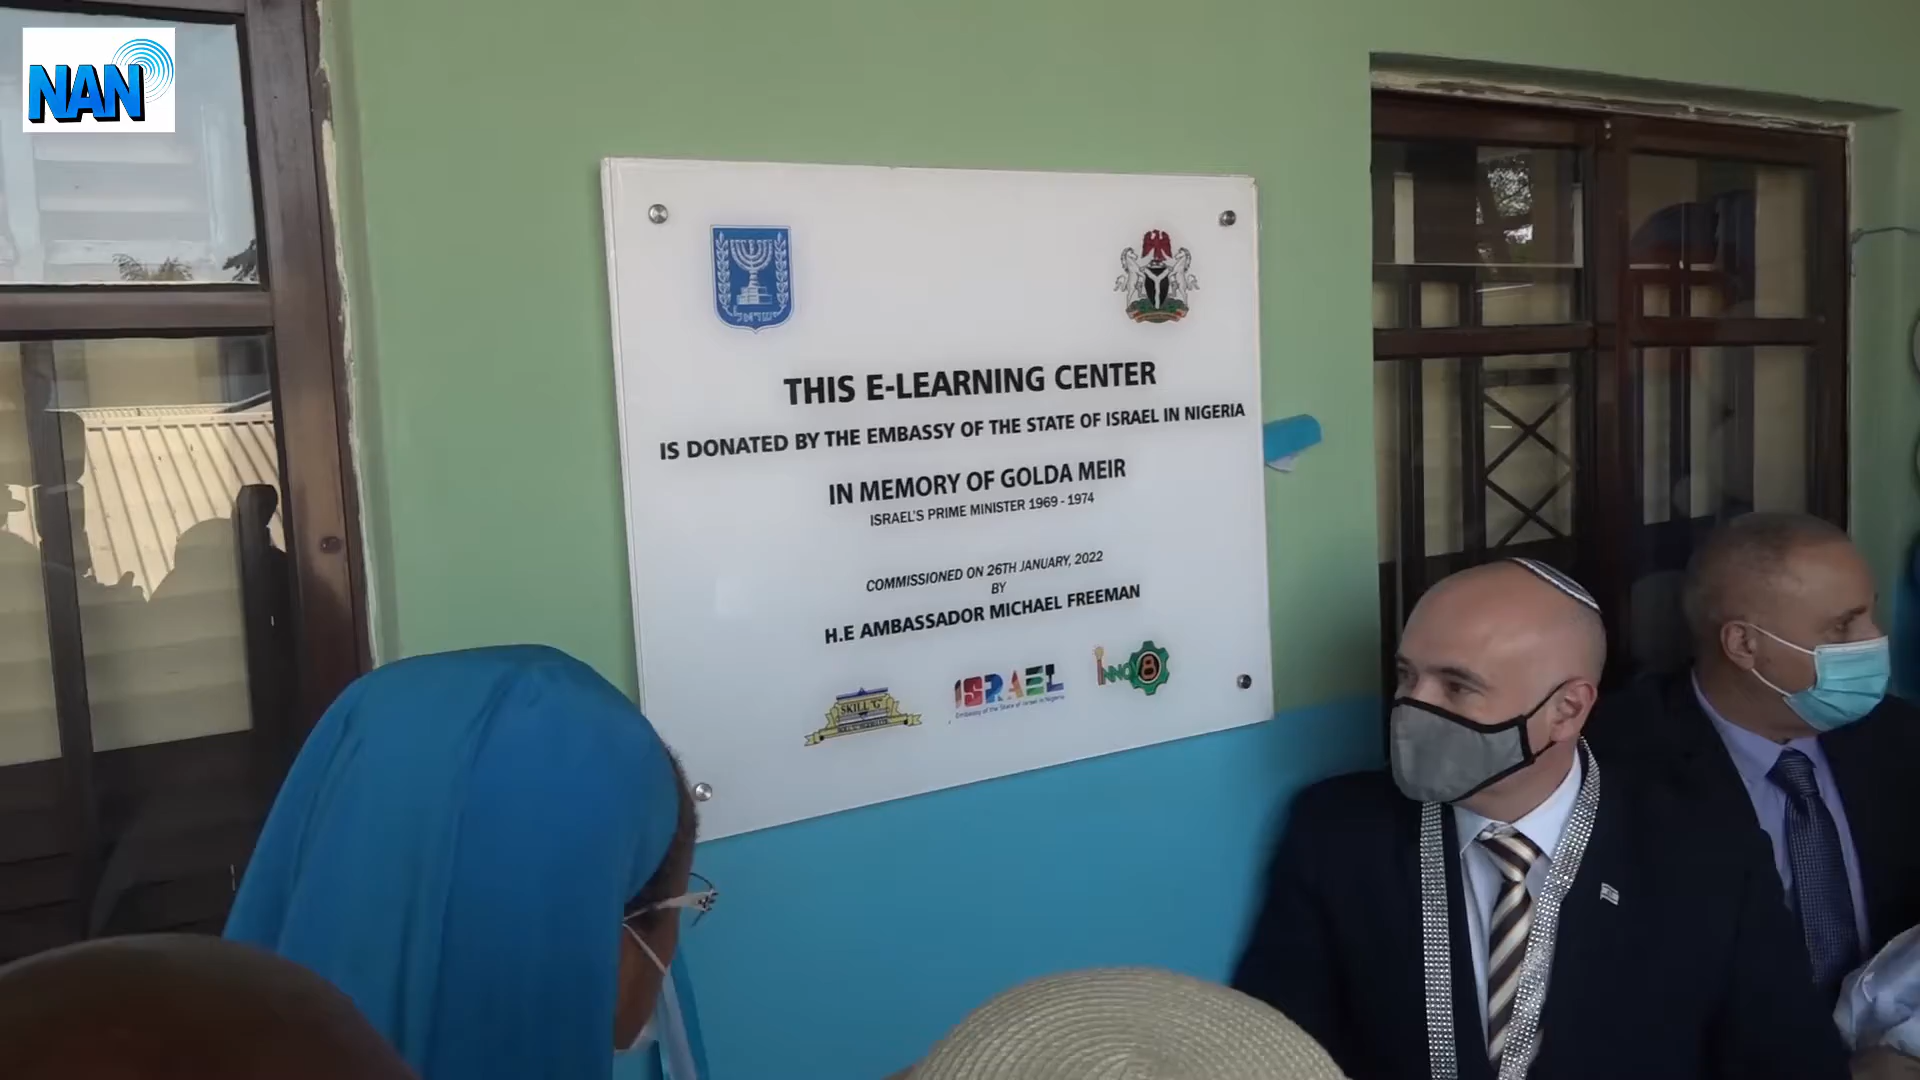 NAN
ישראל
THIS E-LEARNING CENTER
IS DONATED BY THE EMBASSY OF THE STATE OF ISRAEL IN NIGERIA
IN MEMORY OF GOLDA MEIR
ISRAEL'S PRIME MINISTER 1969 - 1974
COMMISSIONED ON 26TH JANUARY, 2022
BY
H.E AMBASSADOR MICHAEL FREEMAN
SKILL 'G'
ISRAEL
Embassy of the State of Israel in Nigeria
INNOV8